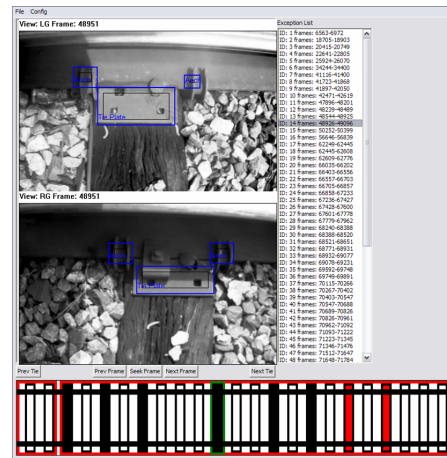 File Config
View: LG Frame: 48951
Exception List
Tie Plate
View: RG Frame: 48951
Tie Plate
ID: 1 frames: 6563-6972
ID: 2 frames: 18705-18903
ID: 3 frames: 20415-20749
ID: 4 frames: 22641-22805
ID: 5 frames: 25924-26070
ID: 6 frames: 34244-34400
ID: 7 frames: 41116-41400
ID: 8 frames: 41723-41868
ID: 9 frames: 41897-42050
ID: 10 frames: 42471-42619
ID: 11 frames: 47896-48201
ID: 12 frames: 48239-48489
ID: 13 frames: 48544-48925
ID: 14 frames: 48926-49096
ID: 15 frames: 50252-50399
ID: 16 frames: 56646-56839
ID: 17 frames: 62249-62445
ID: 18 frames: 62445-62608
ID: 19 frames: 62609-62776
ID: 20 frames: 66035-66202
ID: 21 frames: 66403-66556
ID: 22 frames: 66557-66703
ID: 23 frames: 66705-66857
ID: 24 frames: 66858-67233
ID: 25 frames: 67236-67427
ID: 26 frames: 67428-67600
ID: 27 frames: 67601-67778
ID: 28 frames: 67779-67962
ID: 29 frames: 68240-68388
ID: 30 frames: 68388-68520
ID: 31 frames: 68521-68651
ID: 32 frames: 68771-68931
ID: 33 frames: 68932-69077
ID: 34 frames: 69078-69231
ID: 35 frames: 69592-69748
ID: 36 frames: 69749-69891
ID: 37 frames: 70115-70266
ID: 38 frames: 70267-70402
ID: 39 frames: 70403-70547
ID: 40 frames: 70547-70688
ID: 41 frames: 70689-70826
ID: 42 frames: 70826-70961
ID: 43 frames: 70962-71092
ID: 44 frames: 71093-71222
ID: 45 frames: 71223-71345
ID: 46 frames: 71346-71476
ID: 47 frames: 71512-71647
ID: 48 frames: 71648-71784
Prev Tie Prev Frame Seek Frame Next Frame Next Tie